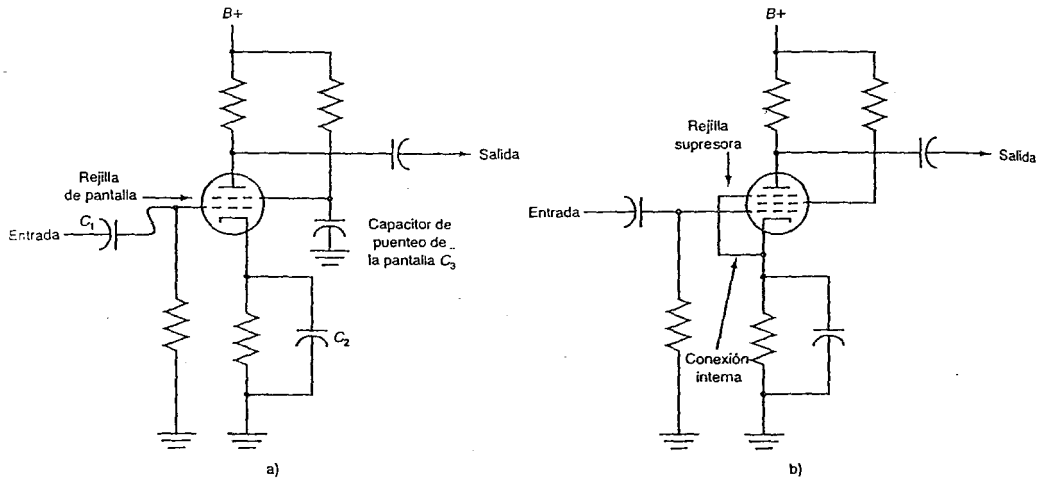 B+
Rejilla
de pantalla
C₁
Entrada
Salida
Capacitor de
puenteo de
la pantalla C₃
C₂
a)
B+
Rejilla
supresora
Entrada
Salida
Conexión
interna
b)